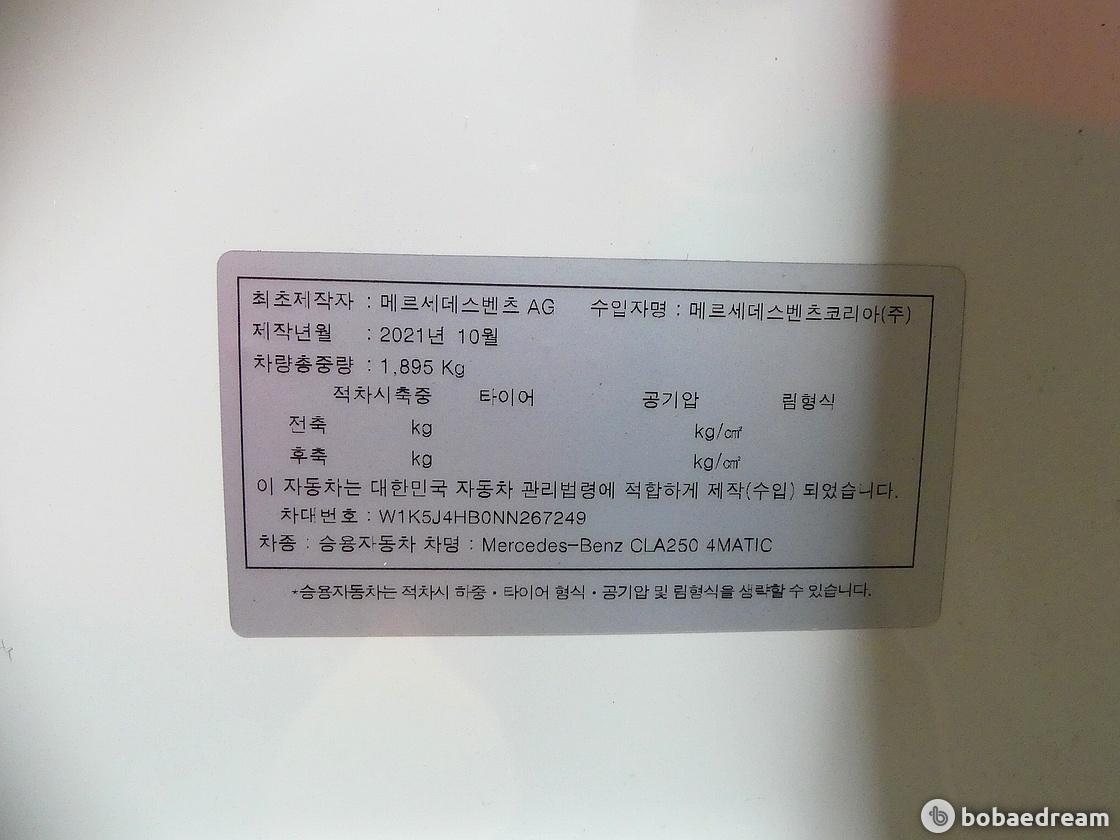 최초제작자 : 메르세데스벤츠 AG 수입자명 : 메르세데스벤츠코리아(주)
제작년월 : 2021년 10월
차량총중량 : 1,895 Kg
적차시축중 타이어 공기압 림형식
전축 kg kg/㎠
후축 kg kg/㎠
이 자동차는 대한민국 자동차 관리법령에 적합하게 제작(수입) 되었습니다.
차대번호 : W1K5J4HB0NN267249
차종 : 승용자동차 차명 : Mercedes-Benz CLA250 4MATIC
*승용자동차는 적차시 하중·타이어 형식·공기압 및 림형식을 생략할 수 있습니다.
bobaedream